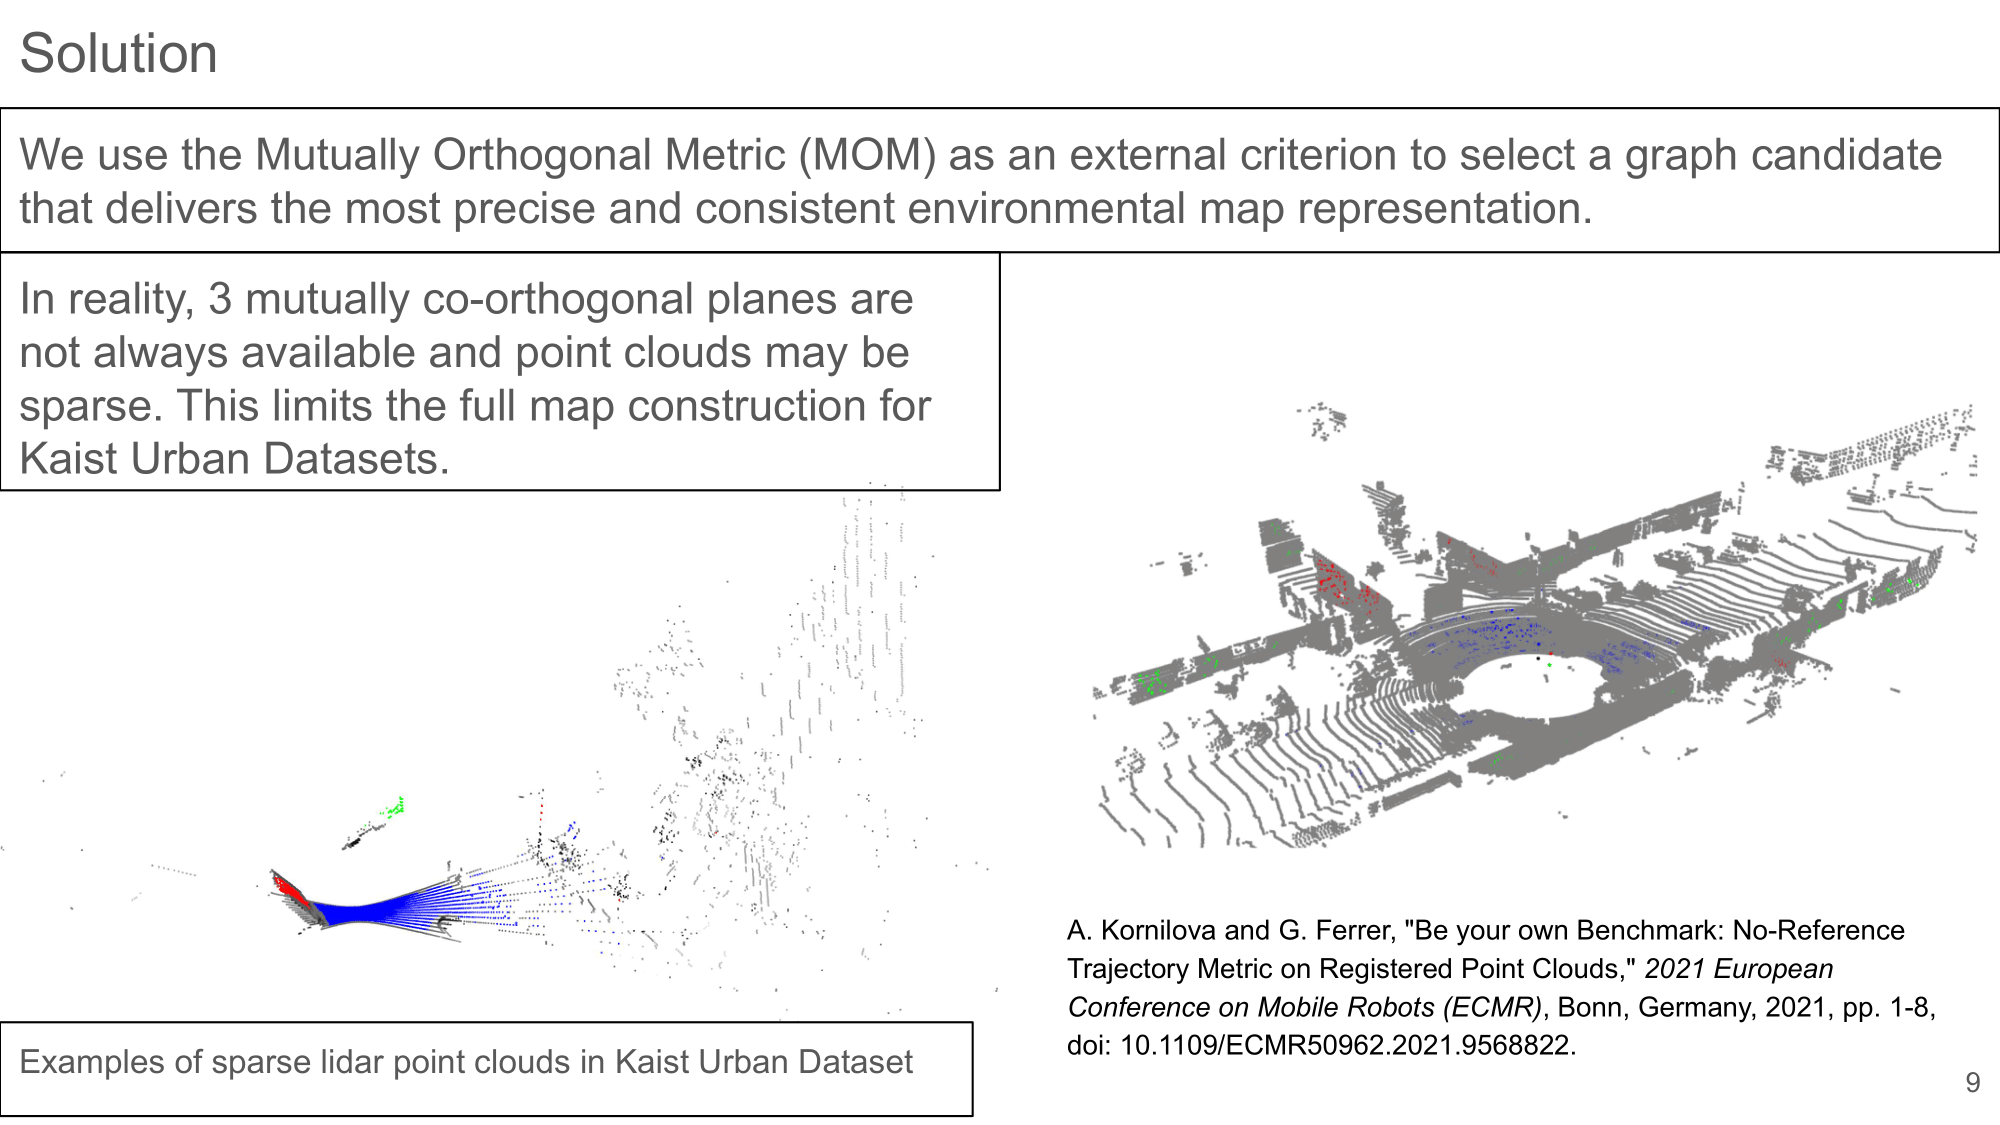 Solution
We use the Mutually Orthogonal Metric (MOM) as an external criterion to select a graph candidate
that delivers the most precise and consistent environmental map representation.
In reality, 3 mutually co-orthogonal planes are
not always available and point clouds may be
sparse. This limits the full map construction for
Kaist Urban Datasets.
Examples of sparse lidar point clouds in Kaist Urban Dataset
A. Kornilova and G. Ferrer, "Be your own Benchmark: No-Reference
Trajectory Metric on Registered Point Clouds," 2021 European
Conference on Mobile Robots (ECMR), Bonn, Germany, 2021, pp. 1-8,
doi: 10.1109/ECMR50962.2021.9568822.
9